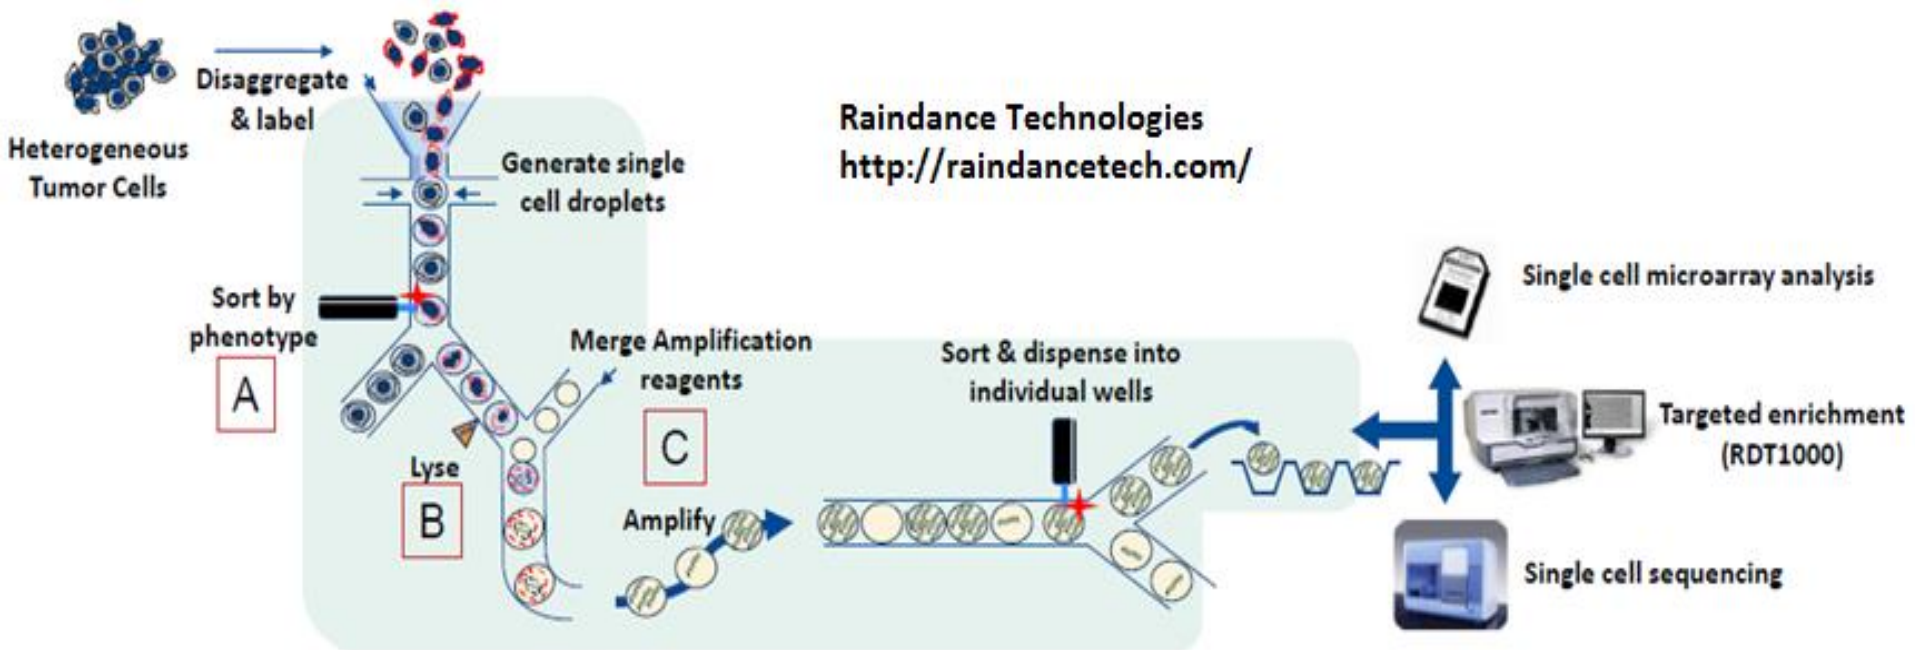 Heterogeneous
Tumor Cells
Disaggregate
& label
Generate single
cell droplets
Raindance Technologies
http://raindancetech.com/
Sort by
phenotype
A
Lyse
B
Merge Amplification
reagents
C
Amplify
Sort & dispense into
individual wells
Single cell microarray analysis
Targeted enrichment
(RDT1000)
Single cell sequencing